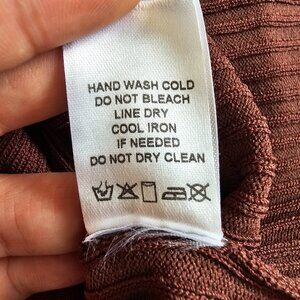 HAND WASH COLD
DO NOT BLEACH
LINE DRY
COOL IRON
IF NEEDED
DO NOT DRY CLEAN